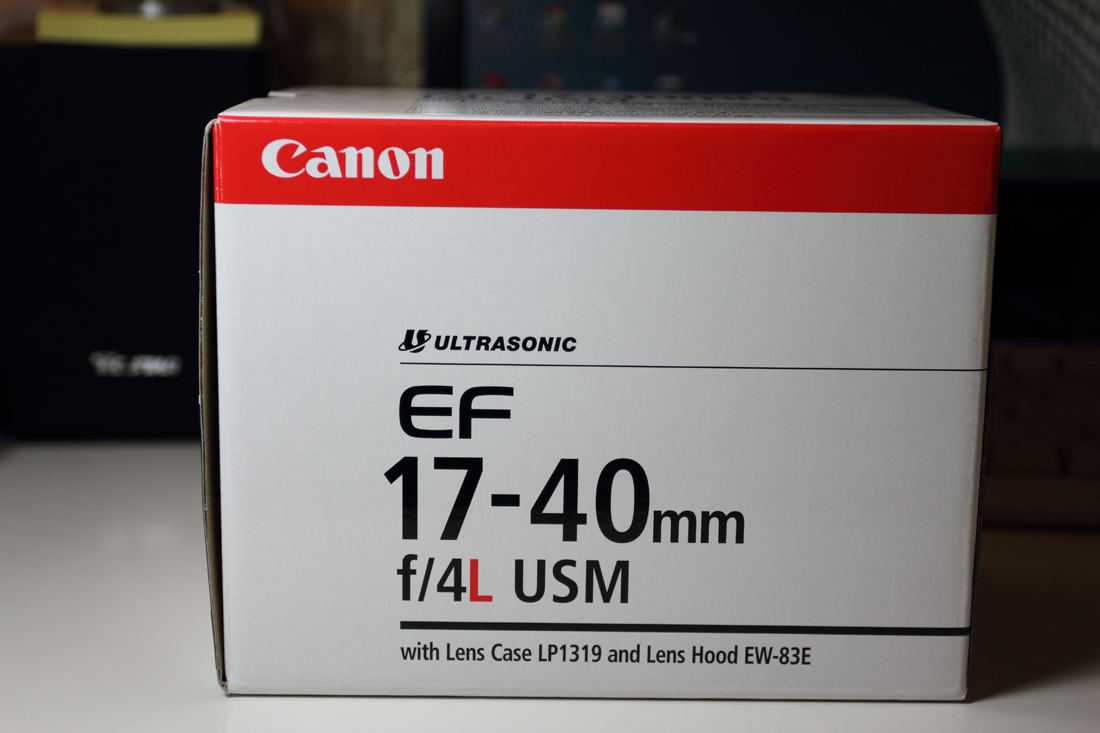 Canon
ULTRASONIC
EF
17-40mm
f/4L USM
with Lens Case LP1319 and Lens Hood EW-83E